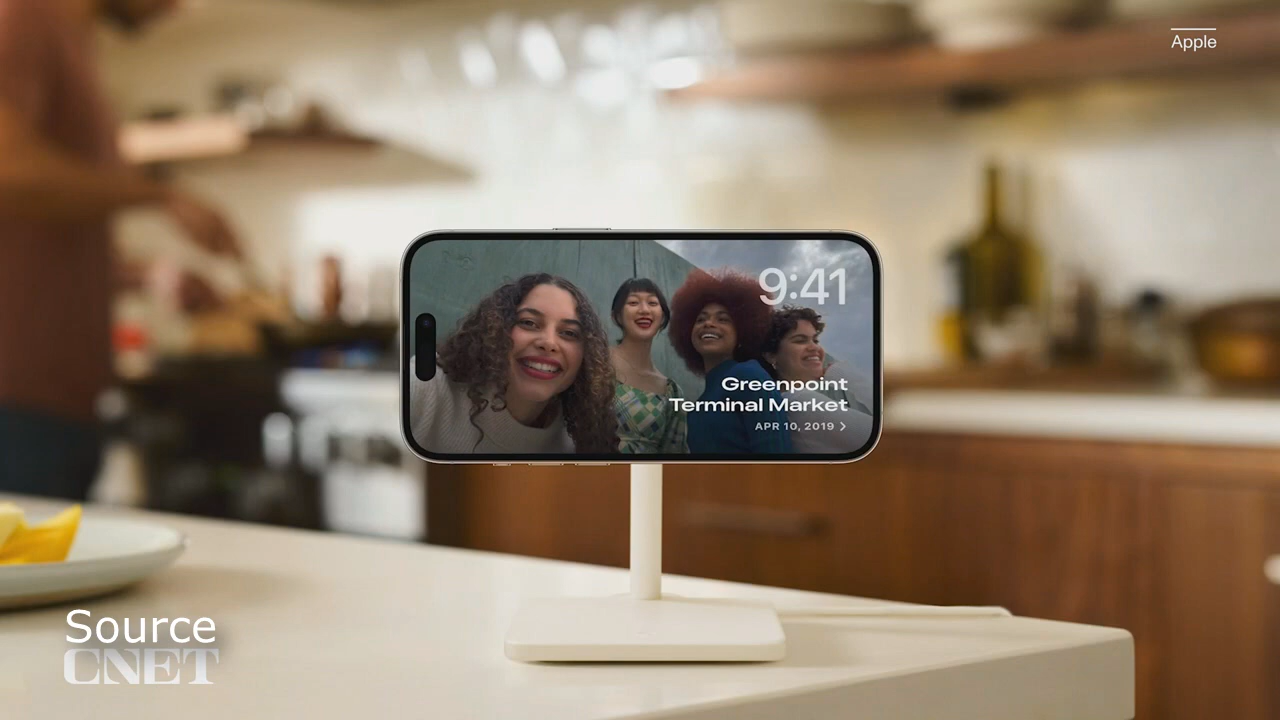 Apple
9:41
Greenpoint
Terminal Market
APR 10, 2019 >
Source
CNET